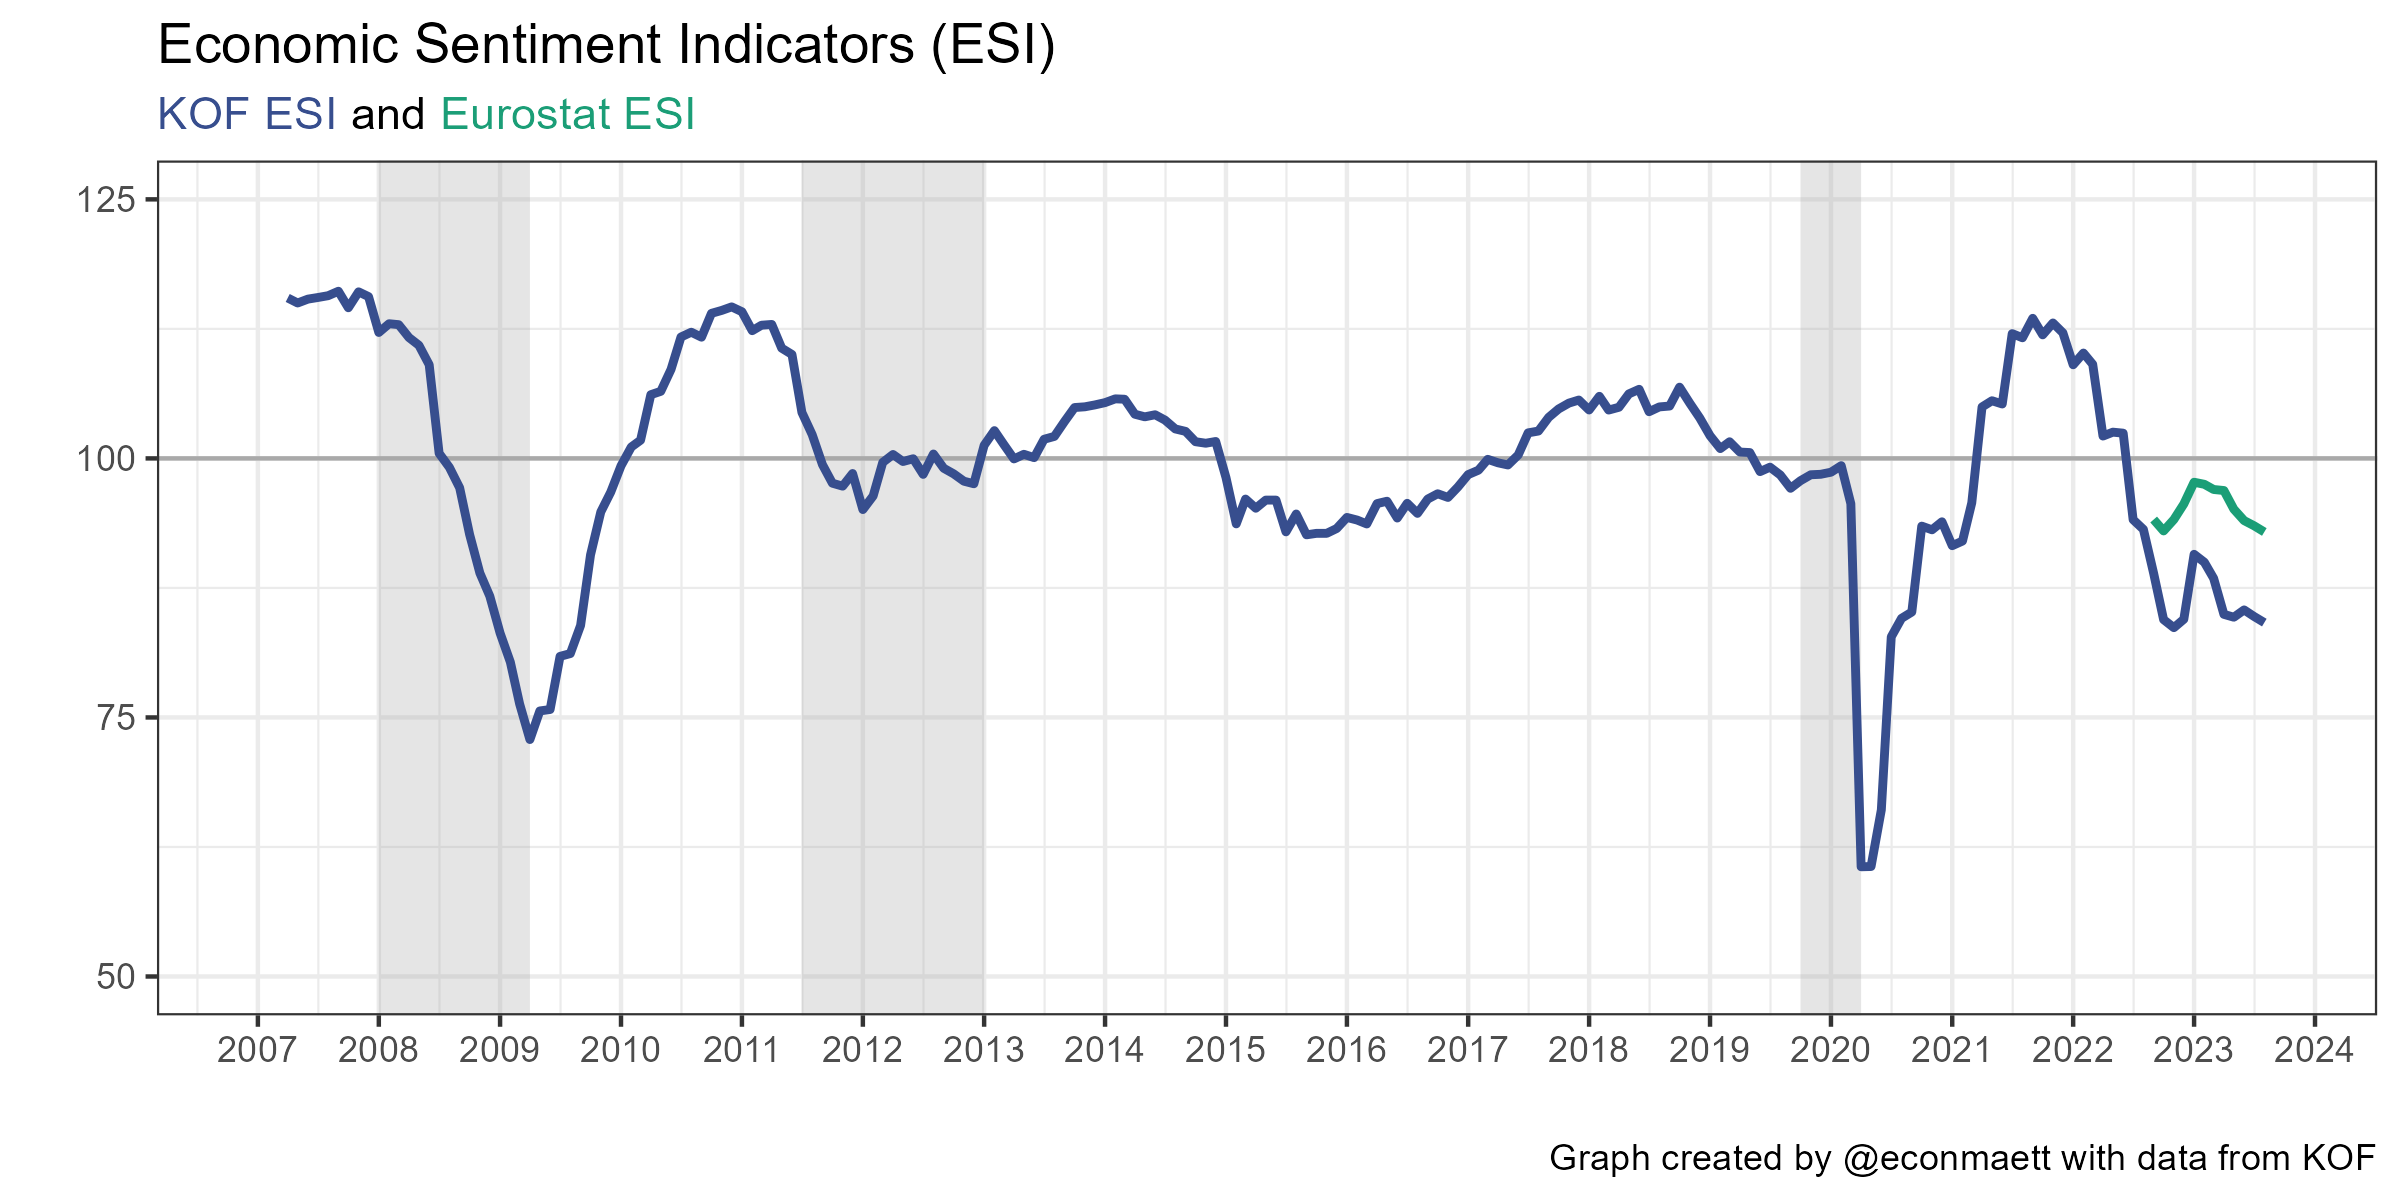 Economic Sentiment Indicators (ESI)
KOF ESI and Eurostat ESI
125
100
75
50
2007 2008 2009 2010 2011 2012 2013 2014 2015 2016 2017 2018 2019 2020 2021 2022 2023 2024
Graph created by @econmaett with data from KOF